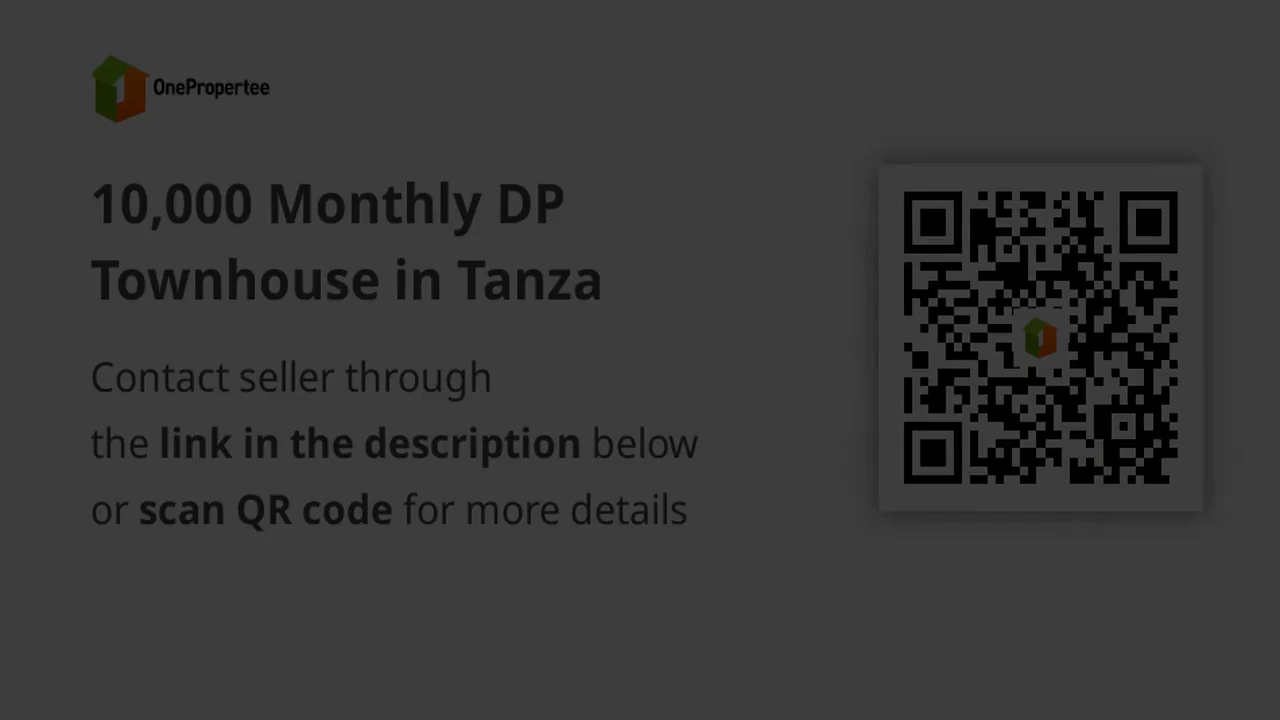 OnePropertee
10,000 Monthly DP
Townhouse in Tanza
Contact seller through
the link in the description below
or scan QR code for more details